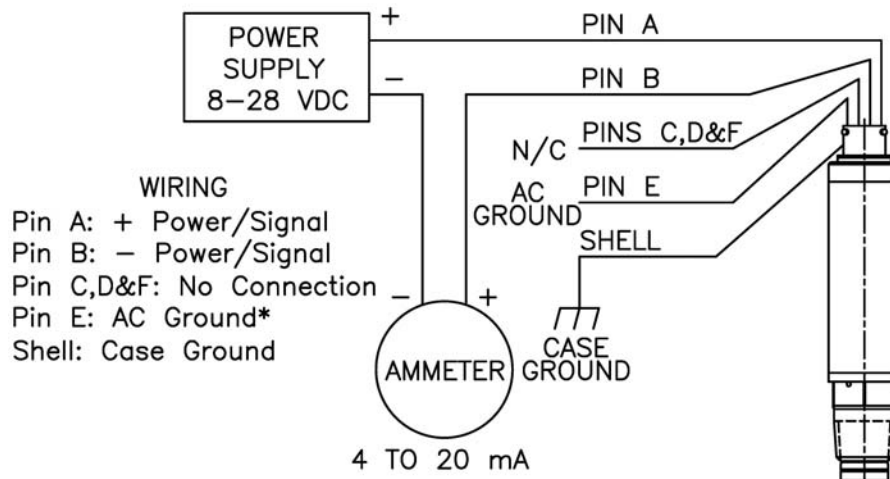 +
POWER
SUPPLY
8–28 VDC
–
PIN A
PIN B
PINS C,D&F
N/C
PIN E
AC
GROUND
SHELL
WIRING
Pin A: + Power/Signal
Pin B: – Power/Signal
Pin C,D&F: No Connection
Pin E: AC Ground*
Shell: Case Ground
–
+
AMMETER
CASE
GROUND
4 TO 20 mA